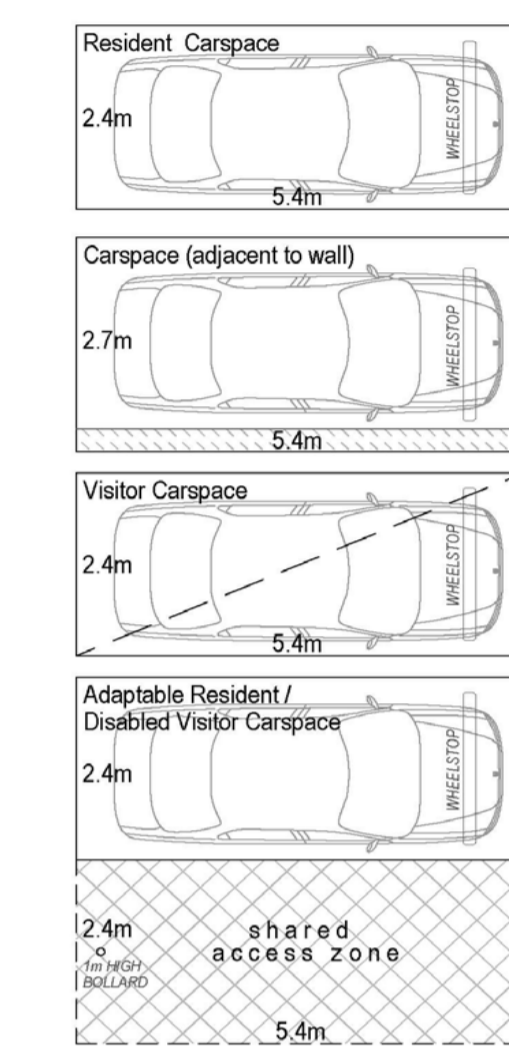 Resident Carspace
2.4m
WHEELSTOP
5.4m
Carspace (adjacent to wall)
2.7m
WHEELSTOP
5.4m
Visitor Carspace
2.4m
WHEELSTOP
5.4m
Adaptable Resident /
Disabled Visitor Carspace
2.4m
WHEELSTOP
2.4m
shared
access zone
1m HIGH
BOLLARD
5.4m